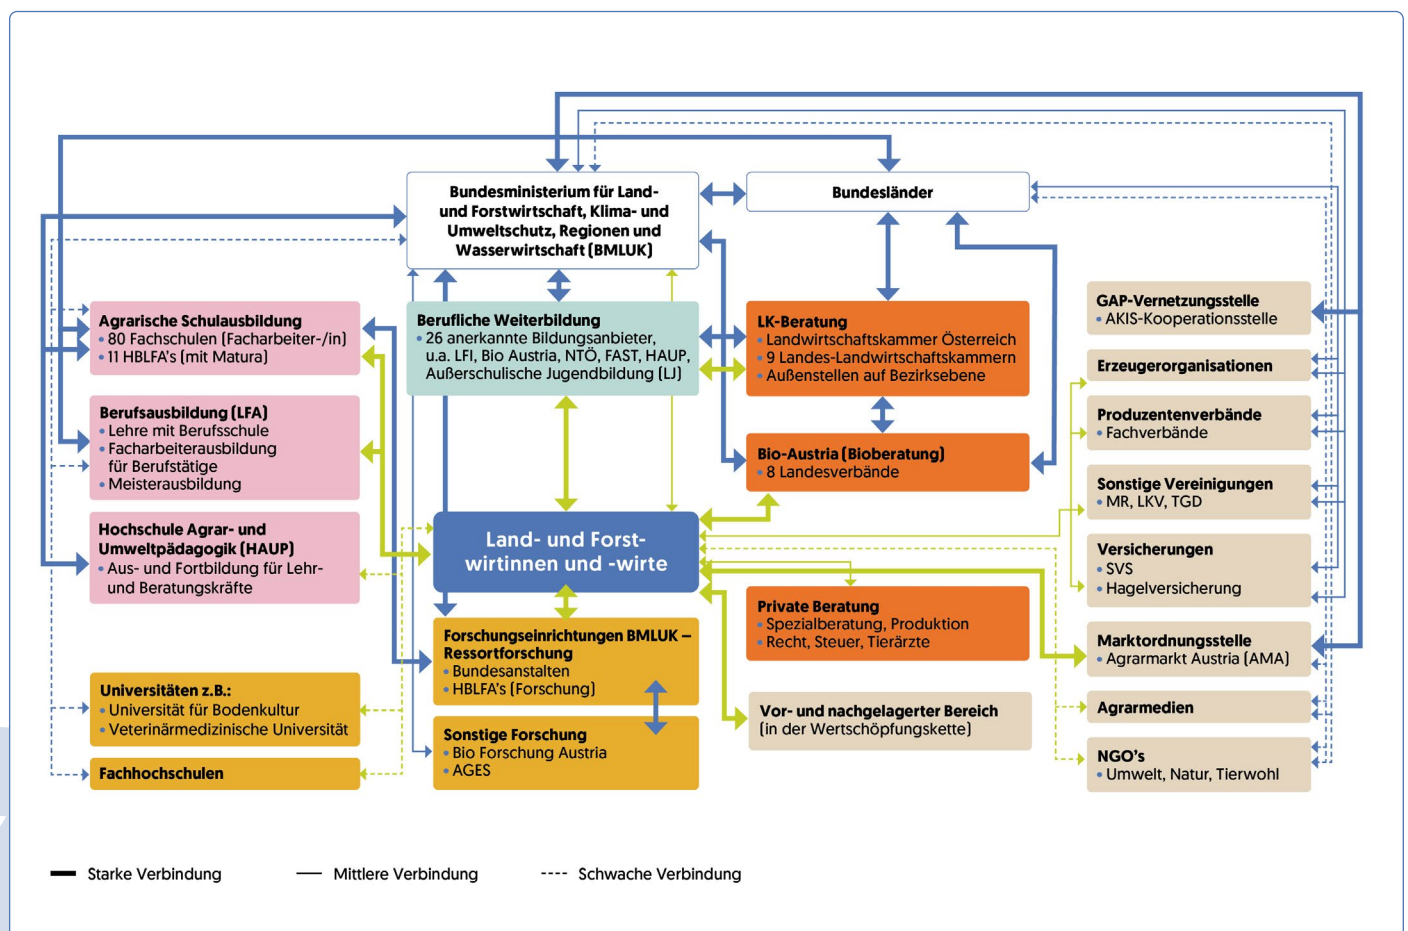 Bundesministerium für Land-
und Forstwirtschaft, Klima- und
Umweltschutz, Regionen und
Wasserwirtschaft (BMLUK)
Bundesländer
Agrarische Schulausbildung
• 80 Fachschulen (Facharbeiter-/in)
• 11 HBLFA's (mit Matura)
Berufsausbildung (LFA)
• Lehre mit Berufsschule
• Facharbeiterausbildung
für Berufstätige
• Meisterausbildung
Hochschule Agrar- und
Umweltpädagogik (HAUP)
• Aus- und Fortbildung für Lehr-
und Beratungskräfte
Universitäten z.B.:
• Universität für Bodenkultur
• Veterinärmedizinische Universität
Fachhochschulen
Berufliche Weiterbildung
• 26 anerkannte Bildungsanbieter,
u.a. LFI, Bio Austria, NTÖ, FAST, HAUP,
Außerschulische Jugendbildung (LJ)
Land- und Forst-
wirtinnen und -wirte
Forschungseinrichtungen BMLUK –
Ressortforschung
• Bundesanstalten
• HBLFA's (Forschung)
Sonstige Forschung
• Bio Forschung Austria
• AGES
LK-Beratung
• Landwirtschaftskammer Österreich
• 9 Landes-Landwirtschaftskammern
• Außenstellen auf Bezirksebene
Bio-Austria (Bioberatung)
• 8 Landesverbände
Private Beratung
• Spezialberatung, Produktion
• Recht, Steuer, Tierärzte
Vor- und nachgelagerter Bereich
(in der Wertschöpfungskette)
GAP-Vernetzungsstelle
• AKIS-Kooperationsstelle
Erzeugerorganisationen
Produzentenverbände
• Fachverbände
Sonstige Vereinigungen
• MR, LKV, TGD
Versicherungen
• SVS
• Hagelversicherung
Marktordnungsstelle
• Agrarmarkt Austria (AMA)
Agrarmedien
NGO's
• Umwelt, Natur, Tierwohl
Starke Verbindung
Mittlere Verbindung
Schwache Verbindung